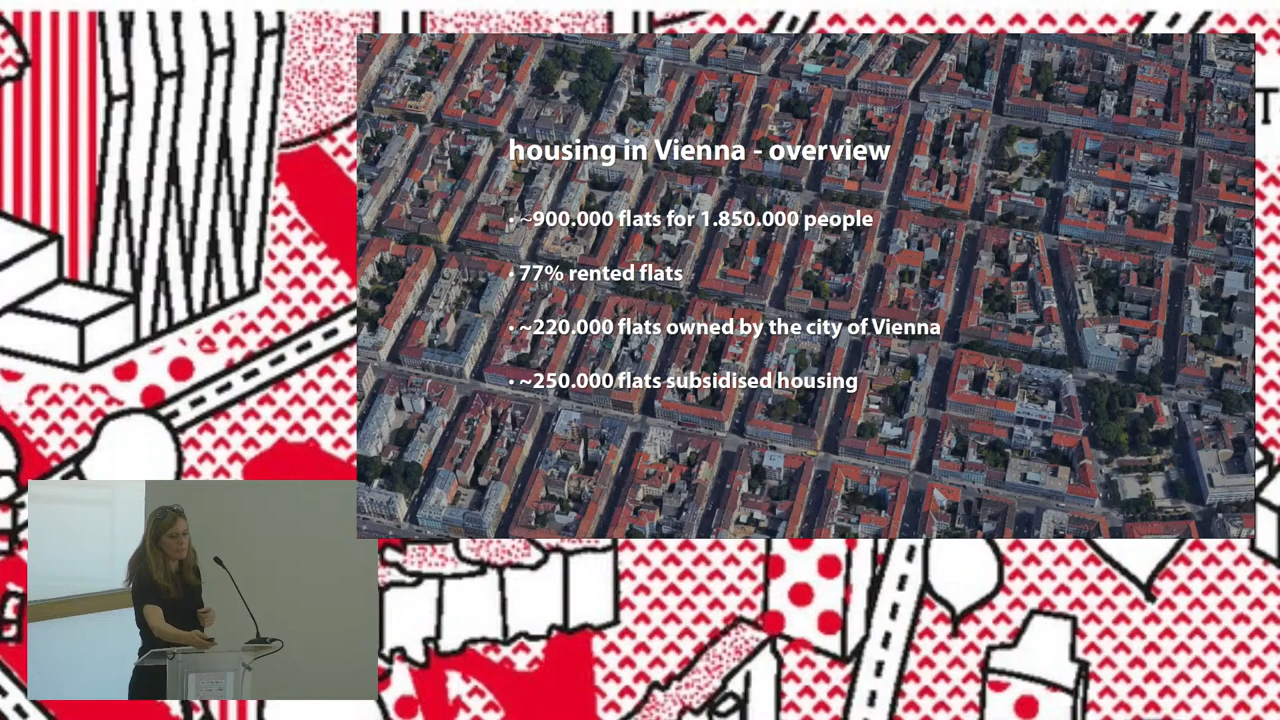 housing in Vienna - overview
• ~900.000 flats for 1.850.000 people
• 77% rented flats
• ~220.000 flats owned by the city of Vienna
• ~250.000 flats subsidised housing
T